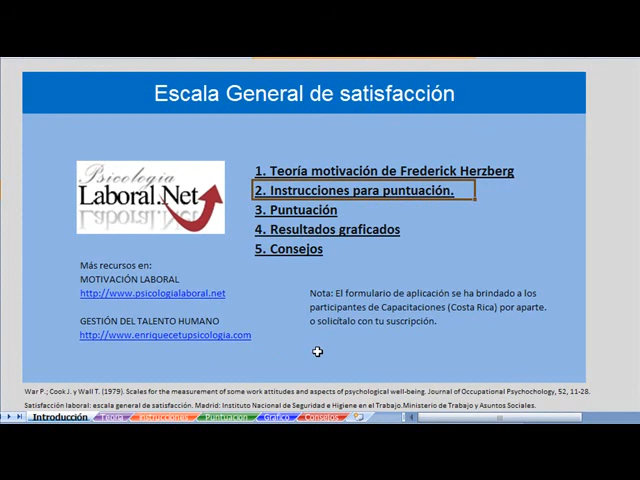 Escala General de satisfacción
Psicologia
Laboral.Net
1. Teoría motivación de Frederick Herzberg
2. Instrucciones para puntuación.
3. Puntuación
4. Resultados graficados
5. Consejos
Más recursos en:
MOTIVACIÓN LABORAL
http://www.psicologialaboral.net
GESTIÓN DEL TALENTO HUMANO
http://www.enriquecetupsicologia.com
Nota: El formulario de aplicación se ha brindado a los
participantes de Capacitaciones (Costa Rica) por aparte.
o solicítalo con tu suscripción.
War P.; Cook J. y Wall T. (1979). Scales for the measurement of some work attitudes and aspects of psychological well-being. Journal of Occupational Psychochology, 52, 11-28.
Satisfacción laboral: escala general de satisfacción. Madrid: Instituto Nacional de Seguridad e Higiene en el Trabajo.Ministerio de Trabajo y Asuntos Sociales.
Introducción Teoria Instrucciones Puntuacion Grafico Consejos